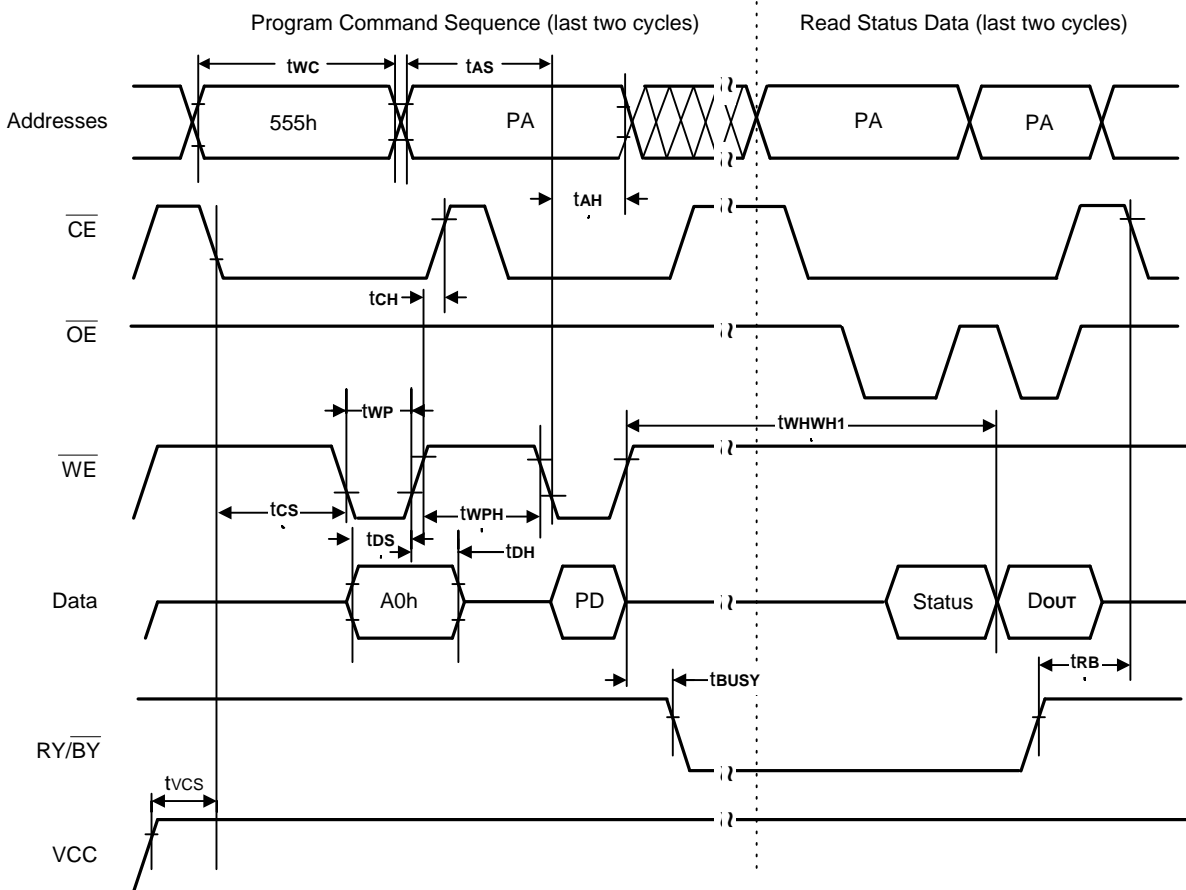 Program Command Sequence (last two cycles)
Read Status Data (last two cycles)
tWC
tAS
Addresses
555h
PA
PA
PA
tAH
CE
tCH
OE
tWP
tWHWH1
WE
tCS
tWPH
tDS
tDH
Data
A0h
PD
Status
DOUT
tRB
tBUSY
RY/BY
tVCS
VCC